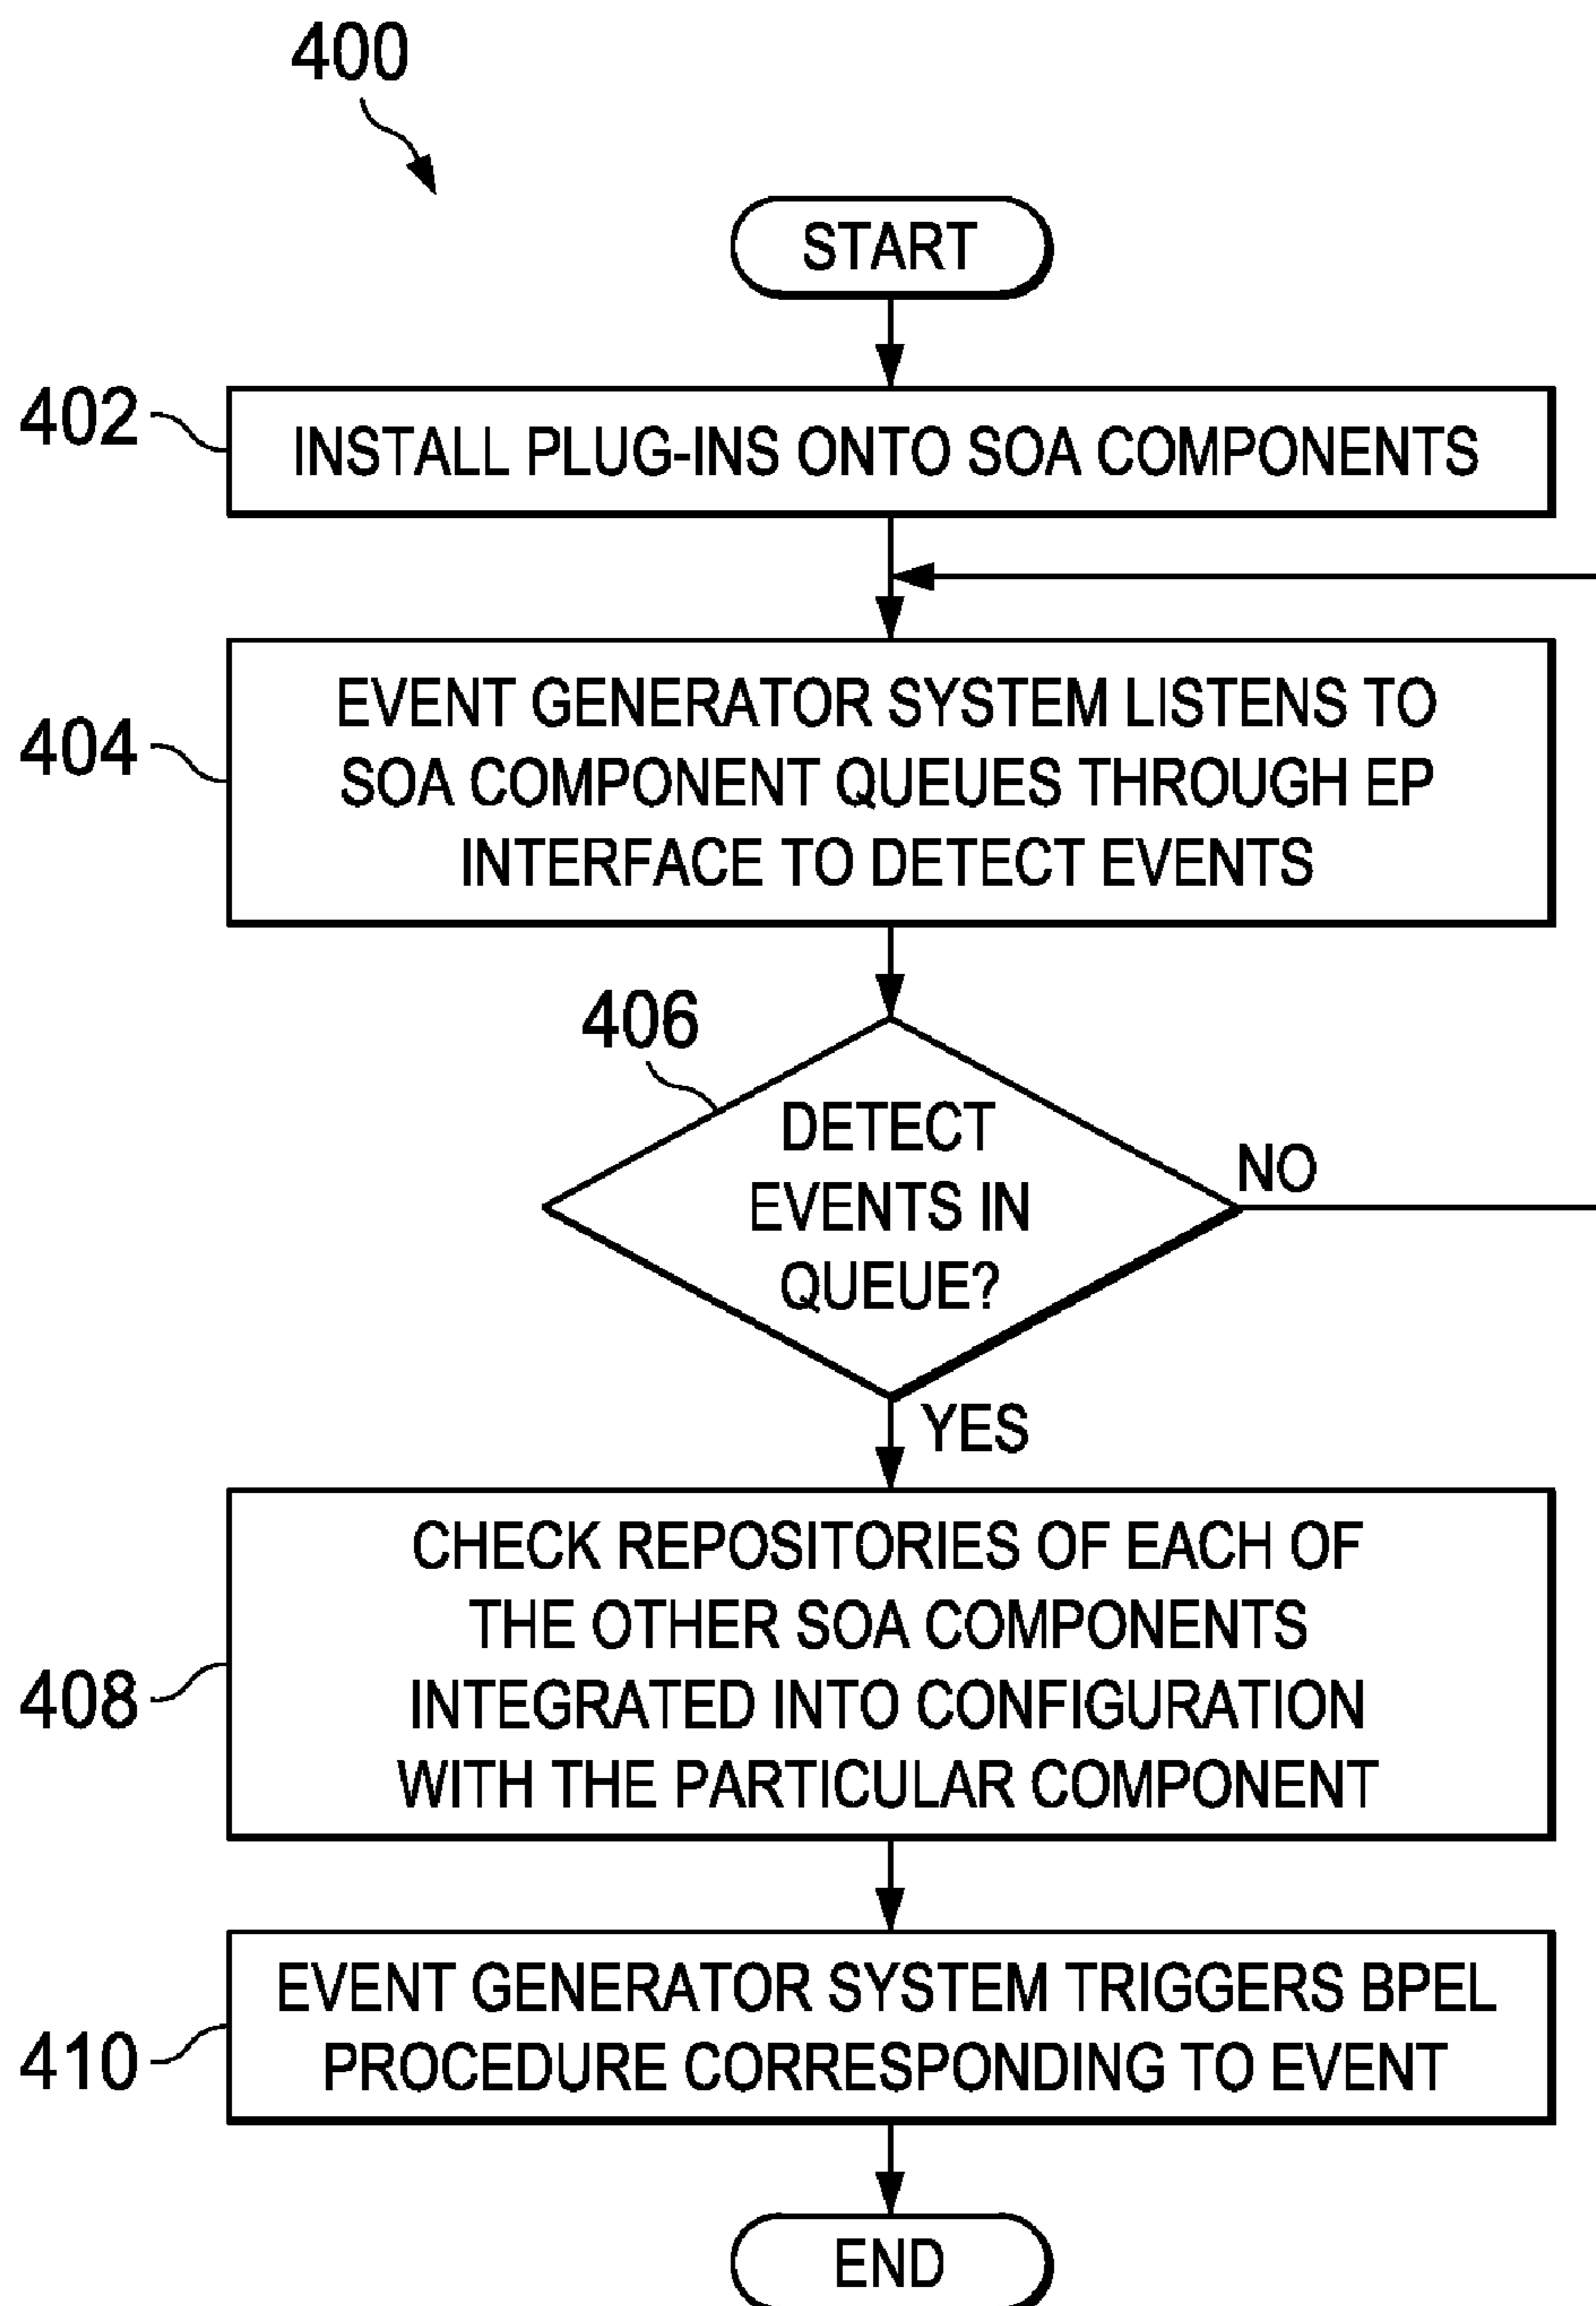 400
START
402
INSTALL PLUG-INS ONTO SOA COMPONENTS
404
EVENT GENERATOR SYSTEM LISTENS TO
SOA COMPONENT QUEUES THROUGH EP
INTERFACE TO DETECT EVENTS
406
DETECT
EVENTS IN
QUEUE?
NO
YES
408
CHECK REPOSITORIES OF EACH OF
THE OTHER SOA COMPONENTS
INTEGRATED INTO CONFIGURATION
WITH THE PARTICULAR COMPONENT
410
EVENT GENERATOR SYSTEM TRIGGERS BPEL
PROCEDURE CORRESPONDING TO EVENT
END